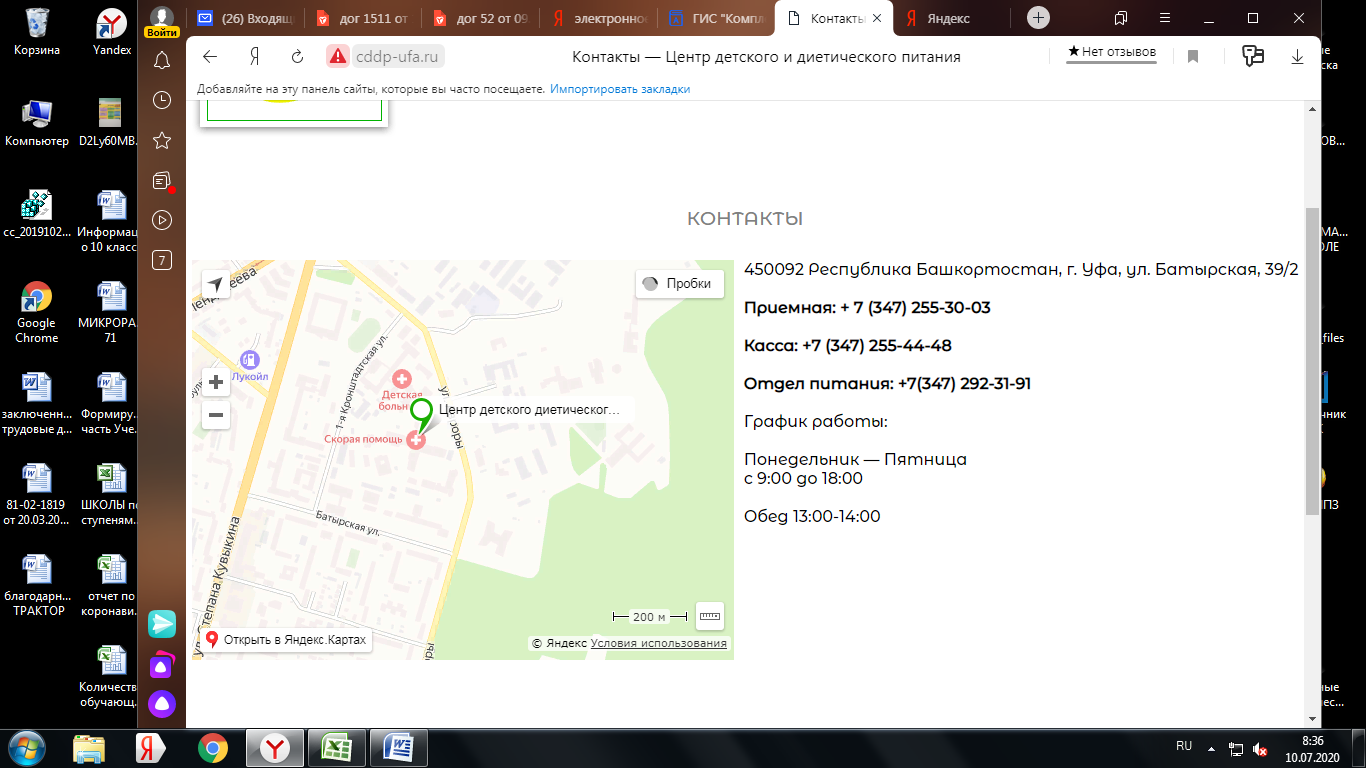 Корзина
Yandex
Компьютер
D2Ly60MB...
cc_2019102...
Информац
о 10 класс
Google
Chrome
МИКРОРА
71
заключенн...
трудовые д...
Формиру...
часть Уче...
81-02-1819
от 20.03.20...
ШКОЛЫ по
ступеням...
благодарн...
ТРАКТОР
отчет по
коронави...
Количеств
обучающ...
Войти
7
(26) Входящ
дог 1511 от
дог 52 от 09.
электронно
ГИС "Компл
Контакты
Яндекс
cddp-ufa.ru
Контакты — Центр детского и диетического питания
Нет отзывов
Добавляйте на эту панель сайты, которые вы часто посещаете. Импортировать закладки
КОНТАКТЫ
Пробки
Лукойл
1-я Кронштадтская ул.
Детская
больн
Центр детского диетическог...
Скорая помощь
Батырская ул.
ул. Степана Кувыкина
200 м
Открыть в Яндекс.Картах
© Яндекс Условия использования
450092 Республика Башкортостан, г. Уфа, ул. Батырская, 39/2
Приемная: + 7 (347) 255-30-03
Касса: +7 (347) 255-44-48
Отдел питания: +7(347) 292-31-91
График работы:
Понедельник — Пятница
с 9:00 до 18:00
Обед 13:00-14:00
RU
8:36
10.07.2020